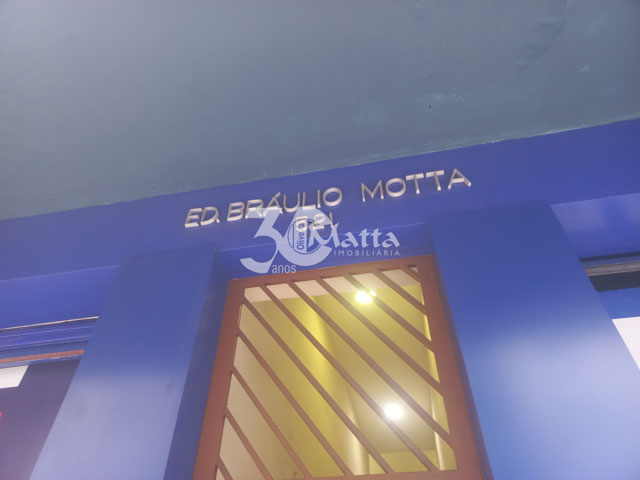 ED. BRÁULIO MOTTA
30 Oliveira Matta
anos IMOBILIÁRIA